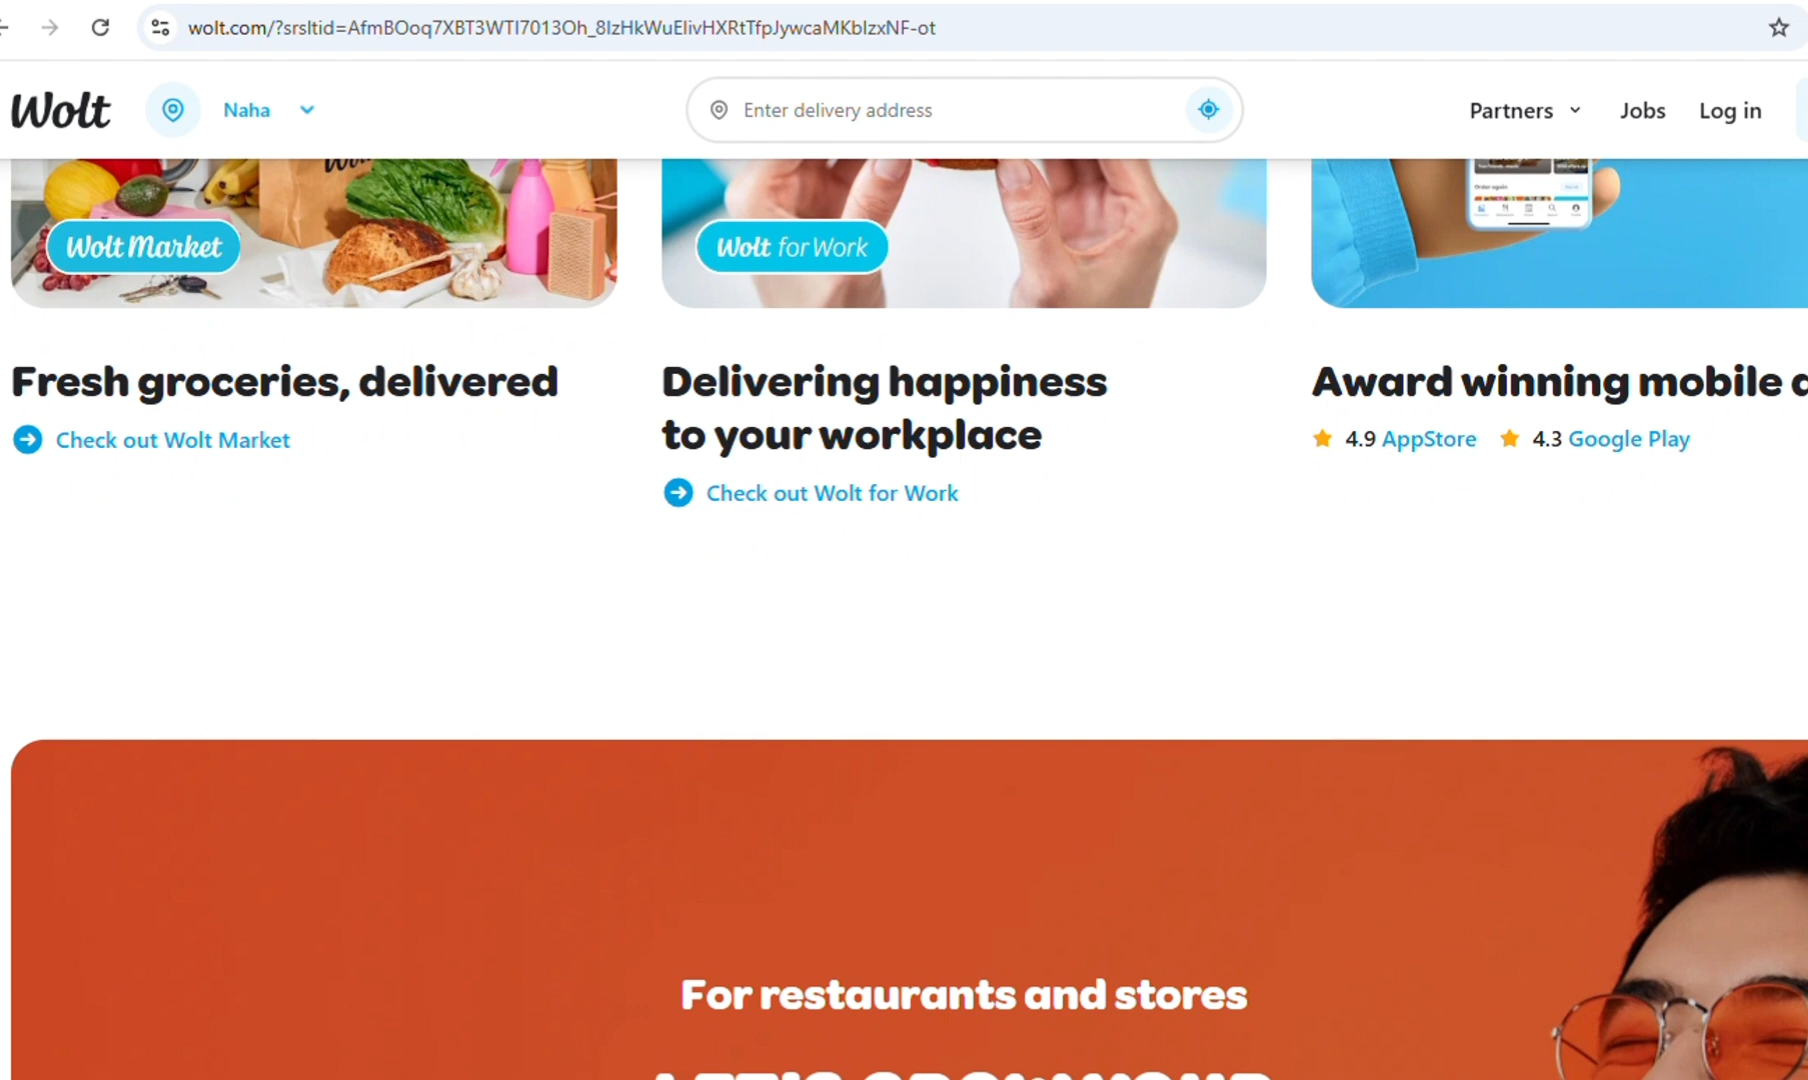 wolt.com/?srsltid=AfmBOoq7XBT3WTI7013Oh_8IzHkWuEIivHXRtTfpJywcaMKbIzxNF-ot
Wolt
Naha
Enter delivery address
Partners
Jobs
Log in
Wolt Market
Wolt for Work
Order again
Fresh groceries, delivered
Check out Wolt Market
Delivering happiness
to your workplace
Check out Wolt for Work
Award winning mobile
4.9 AppStore
4.3 Google Play
For restaurants and stores